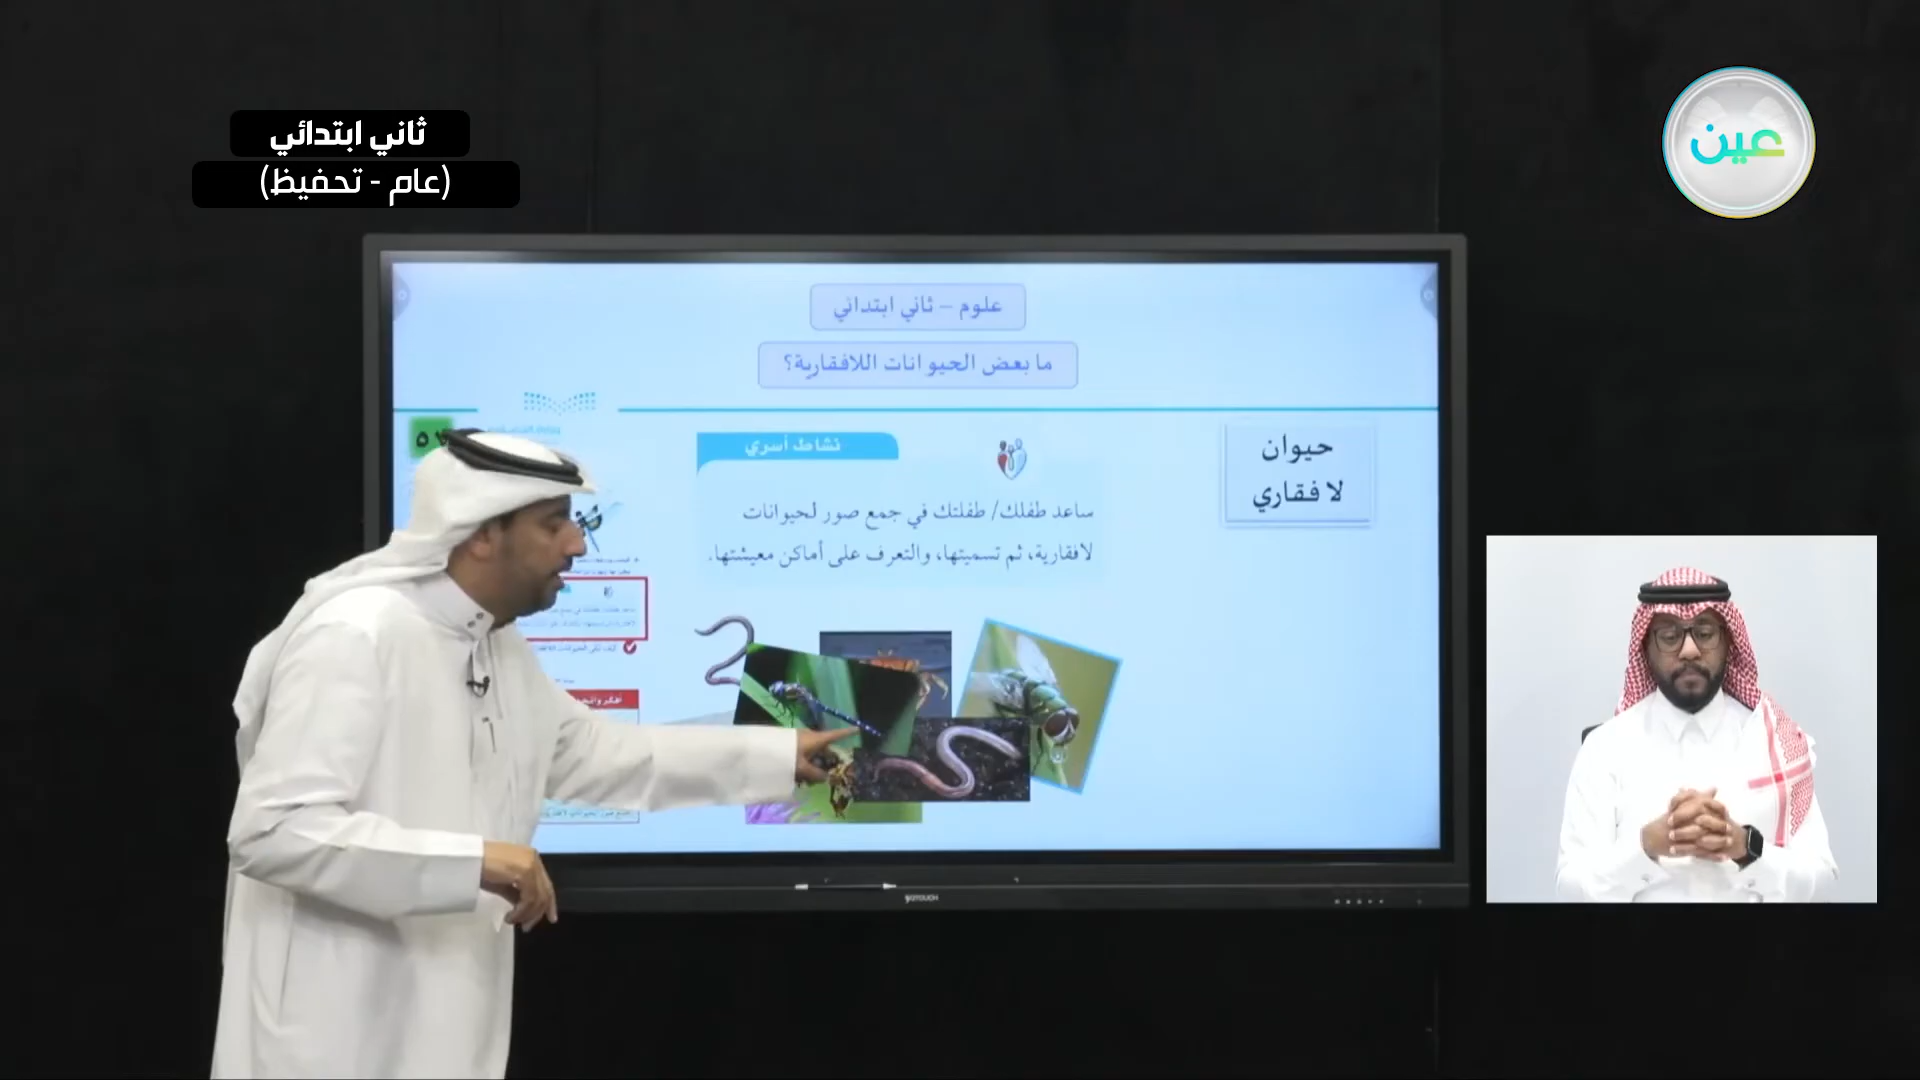 ثاني ابتدائي
(عام - تحفيظ)
عين
علوم – ثاني ابتدائي
ما بعض الحيوانات اللافقارية؟
حيوان
لا فقاري
نشاط أسري
ساعد طفلك/ طفلتك في جمع صور لحيوانات
لافقارية، ثم تسميتها، والتعرف على أماكن معيشتها.